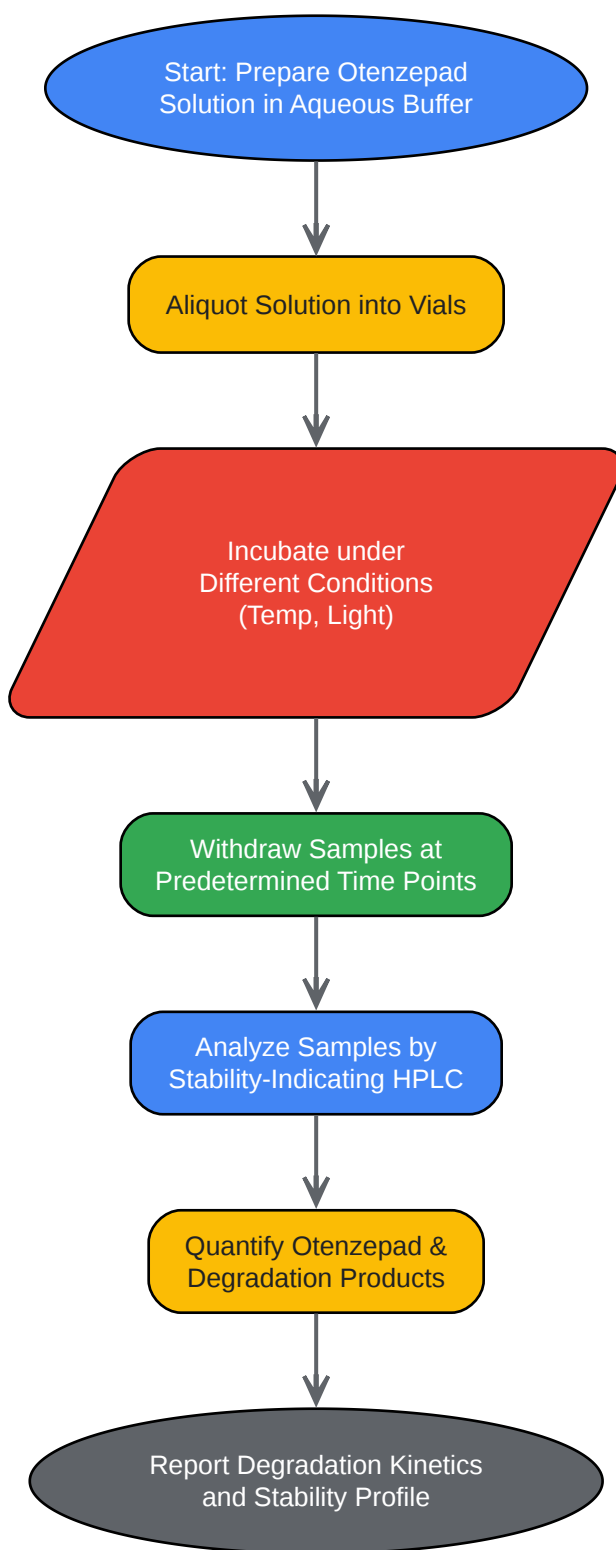 Start: Prepare Otenzepad
Solution in Aqueous Buffer
Aliquot Solution into Vials
Incubate under
Different Conditions
(Temp, Light)
Withdraw Samples at
Predetermined Time Points
Analyze Samples by
Stability-Indicating HPLC
Quantify Otenzepad &
Degradation Products
Report Degradation Kinetics
and Stability Profile